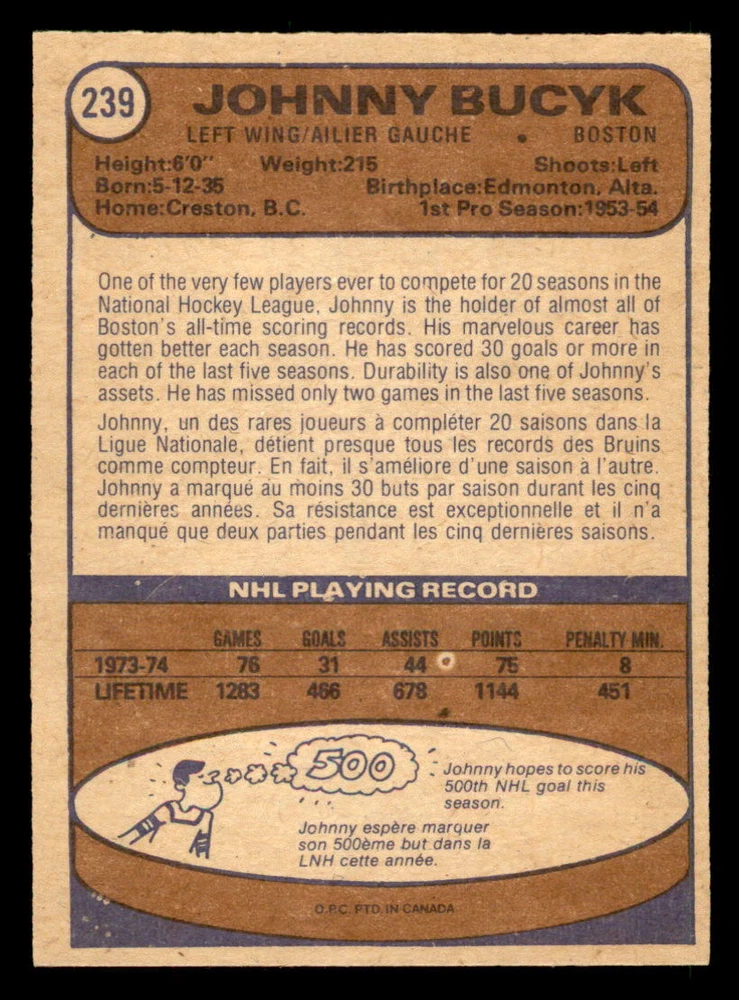 239
JOHNNY BUCYK
LEFT WING/AILIER GAUCHE • BOSTON
Height:6'0" Weight:215 Shoots:Left
Born:5-12-35 Birthplace:Edmonton, Alta.
Home:Creston, B.C. 1st Pro Season:1953-54
One of the very few players ever to compete for 20 seasons in the
National Hockey League, Johnny is the holder of almost all of
Boston's all-time scoring records. His marvelous career has
gotten better each season. He has scored 30 goals or more in
each of the last five seasons. Durability is also one of Johnny's
assets. He has missed only two games in the last five seasons.
Johnny, un des rares joueurs à compléter 20 saisons dans la
Ligue Nationale, détient presque tous les records des Bruins
comme compteur. En fait, il s'améliore d'une saison à l'autre.
Johnny a marqué au moins 30 buts par saison durant les cinq
dernières années. Sa résistance est exceptionnelle et il n'a
manqué que deux parties pendant les cinq dernières saisons.
NHL PLAYING RECORD
GAMES GOALS ASSISTS POINTS PENALTY MIN.
1973-74 76 31 44 75 8
LIFETIME 1283 466 678 1144 451
500
Johnny hopes to score his
500th NHL goal this
season.
Johnny espère marquer
son 500ème but dans la
LNH cette année.
O.P.C. PTD. IN CANADA